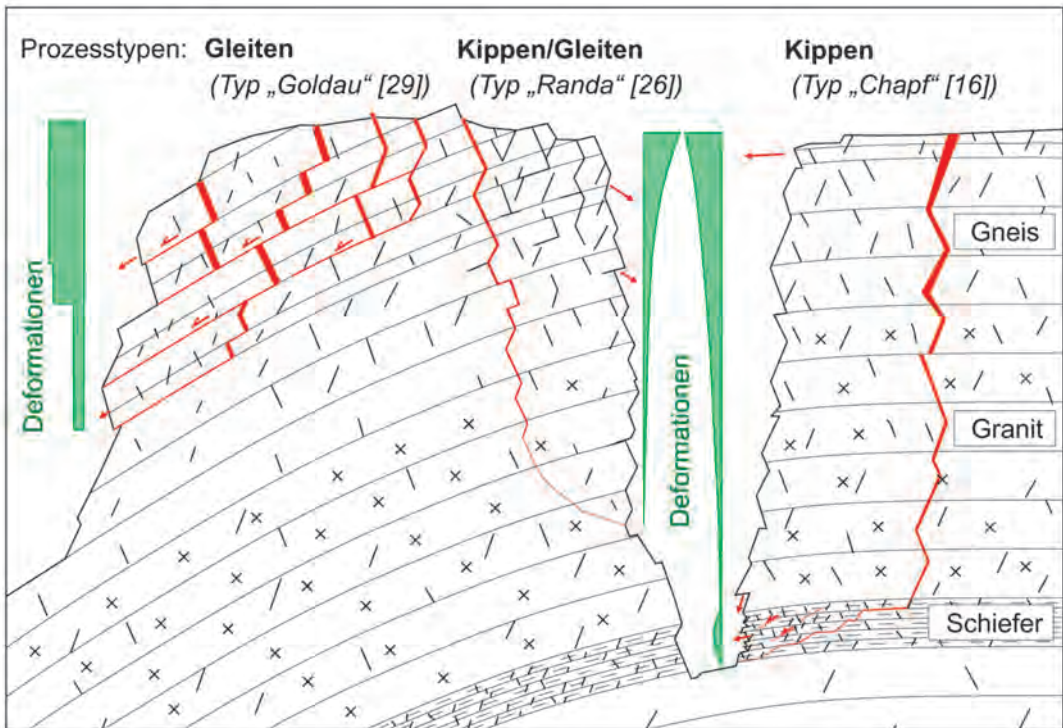 Prozesstypen: Gleiten Kippen/Gleiten Kippen
(Typ „Goldau“ [29]) (Typ „Randa“ [26]) (Typ „Chapf“ [16])
Deformationen
Deformationen
Gneis
Granit
Schiefer